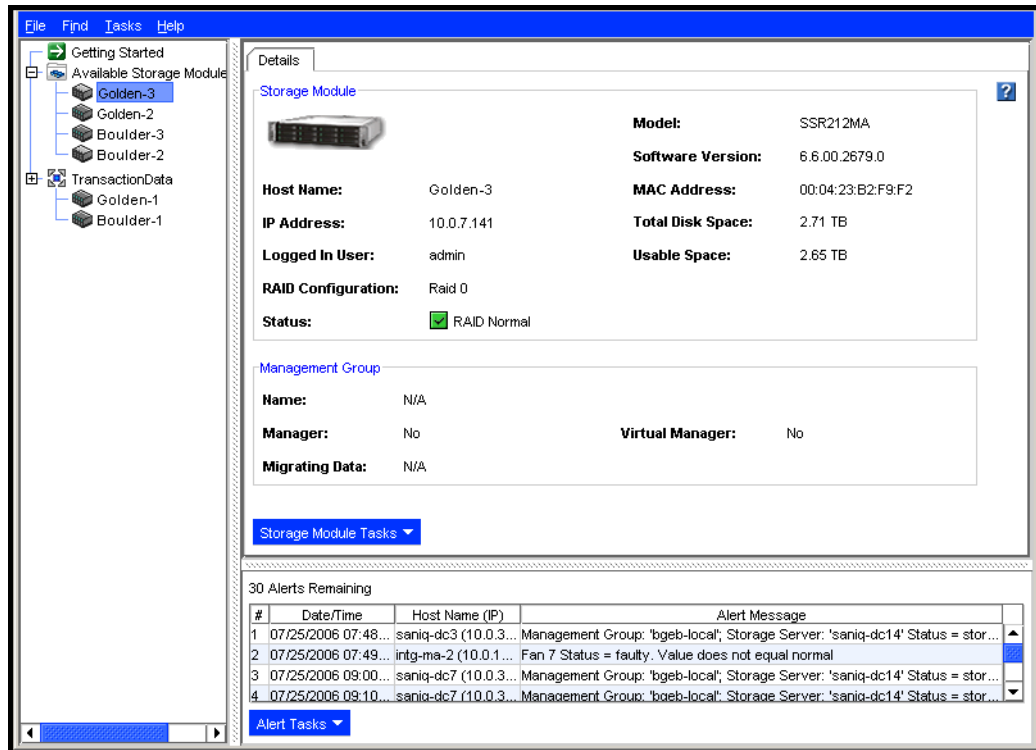 File Find Tasks Help
Getting Started
Available Storage Module
Golden-3
Golden-2
Boulder-3
Boulder-2
TransactionData
Golden-1
Boulder-1
Details
Storage Module
?
Model: SSR212MA
Software Version: 6.6.00.2679.0
Host Name: Golden-3 MAC Address: 00:04:23:B2:F9:F2
IP Address: 10.0.7.141 Total Disk Space: 2.71 TB
Logged In User: admin Usable Space: 2.65 TB
RAID Configuration: Raid 0
Status: RAID Normal
Management Group
Name: N/A
Manager: No Virtual Manager: No
Migrating Data: N/A
Storage Module Tasks
30 Alerts Remaining
# Date/Time Host Name (IP) Alert Message
1 07/25/2006 07:48... saniq-dc3 (10.0.3... Management Group: 'bgeb-local'; Storage Server: 'saniq-dc14' Status = stor...
2 07/25/2006 07:49... intg-ma-2 (10.0.1... Fan 7 Status = faulty. Value does not equal normal
3 07/25/2006 09:00... saniq-dc7 (10.0.3... Management Group: 'bgeb-local'; Storage Server: 'saniq-dc14' Status = stor...
4 07/25/2006 09:10... saniq-dc7 (10.0.3... Management Group: 'bgeb-local'; Storage Server: 'saniq-dc14' Status = stor...
Alert Tasks